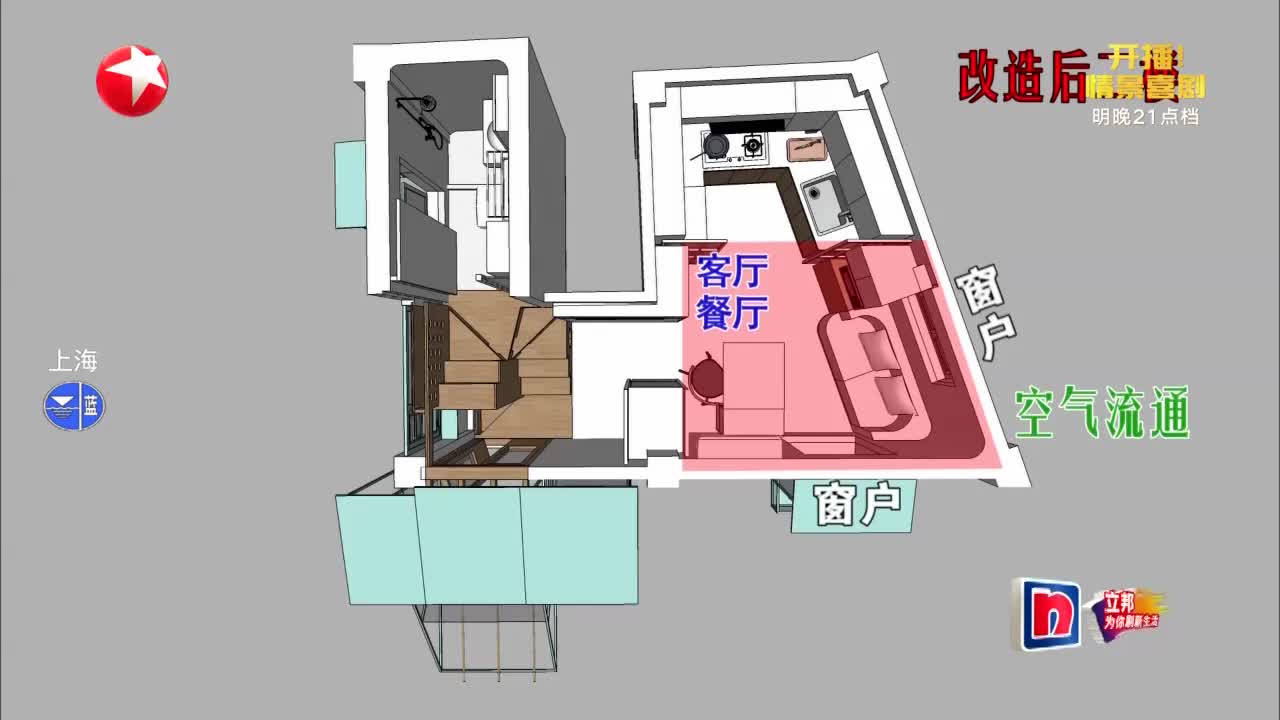 改造后
开播!
情景喜剧
明晚21点档
客厅
餐厅
窗户
上海
蓝
空气流通
窗户
n
立邦
为你刷新生活